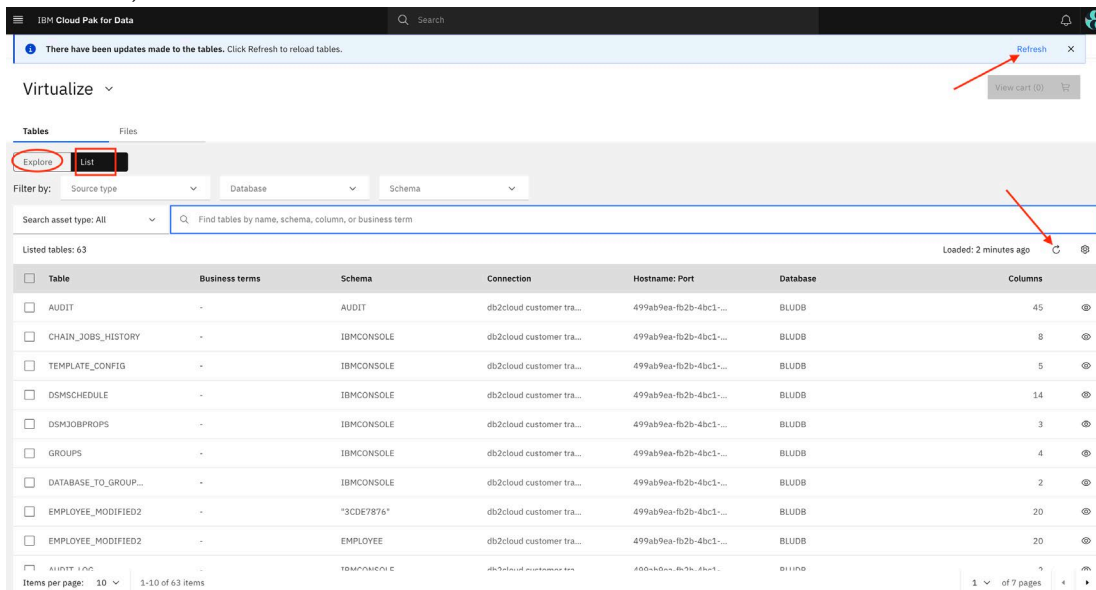 IBM Cloud Pak for Data
Search
There have been updates made to the tables. Click Refresh to reload tables.
Refresh
Virtualize
View cart (0)
Tables Files
Explore List
Filter by: Source type Database Schema
Search asset type: All Find tables by name, schema, column, or business term
Listed tables: 63 Loaded: 2 minutes ago
Table Business terms Schema Connection Hostname: Port Database Columns
AUDIT - AUDIT db2cloud customer tra... 499ab9ea-fb2b-4bc1-... BLUDB 45
CHAIN_JOBS_HISTORY - IBMCONSOLE db2cloud customer tra... 499ab9ea-fb2b-4bc1-... BLUDB 8
TEMPLATE_CONFIG - IBMCONSOLE db2cloud customer tra... 499ab9ea-fb2b-4bc1-... BLUDB 5
DSMSCHEDULE - IBMCONSOLE db2cloud customer tra... 499ab9ea-fb2b-4bc1-... BLUDB 14
DSMJOBPROPS - IBMCONSOLE db2cloud customer tra... 499ab9ea-fb2b-4bc1-... BLUDB 3
GROUPS - IBMCONSOLE db2cloud customer tra... 499ab9ea-fb2b-4bc1-... BLUDB 4
DATABASE_TO_GROUP... - IBMCONSOLE db2cloud customer tra... 499ab9ea-fb2b-4bc1-... BLUDB 2
EMPLOYEE_MODIFIED2 - "3CDE7876" db2cloud customer tra... 499ab9ea-fb2b-4bc1-... BLUDB 20
EMPLOYEE_MODIFIED2 - EMPLOYEE db2cloud customer tra... 499ab9ea-fb2b-4bc1-... BLUDB 20
AUDIT_LOG - IBMCONSOLE db2cloud customer tra... 499ab9ea-fb2b-4bc1-... BLUDB 2
Items per page: 10 1-10 of 63 items 1 of 7 pages